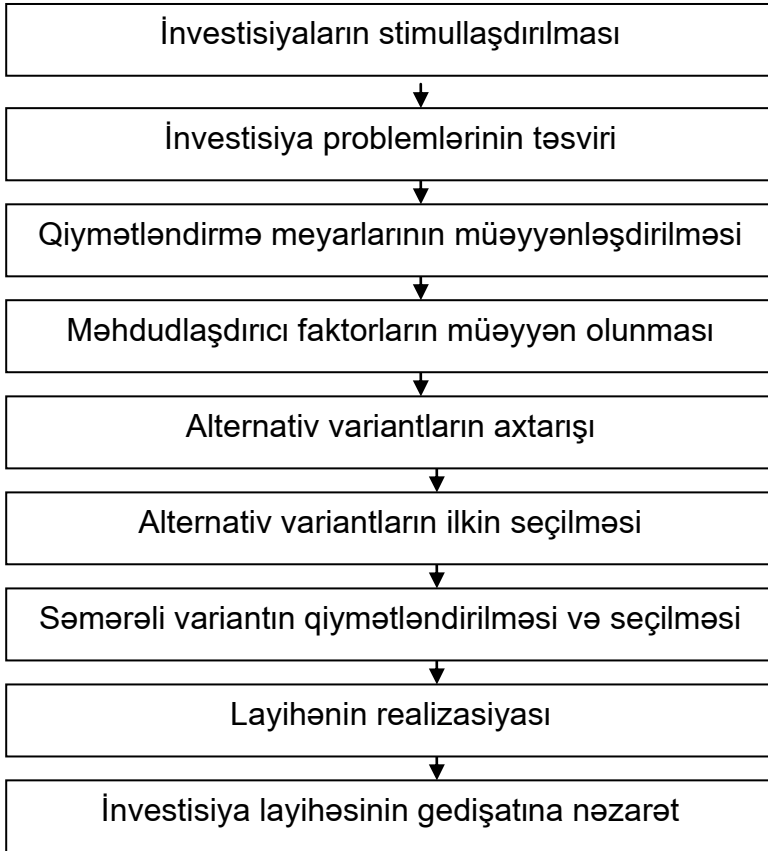 İnvestisiyaların stimullaşdırılması
İnvestisiya problemlərinin təsviri
Qiymətləndirmə meyarlarının müəyyənləşdirilməsi
Məhdudlaşdırıcı faktorların müəyyən olunması
Alternativ variantların axtarışı
Alternativ variantların ilkin seçilməsi
Səmərəli variantın qiymətləndirilməsi və seçilməsi
Layihənin realizasiyası
İnvestisiya layihəsinin gedişatına nəzarət